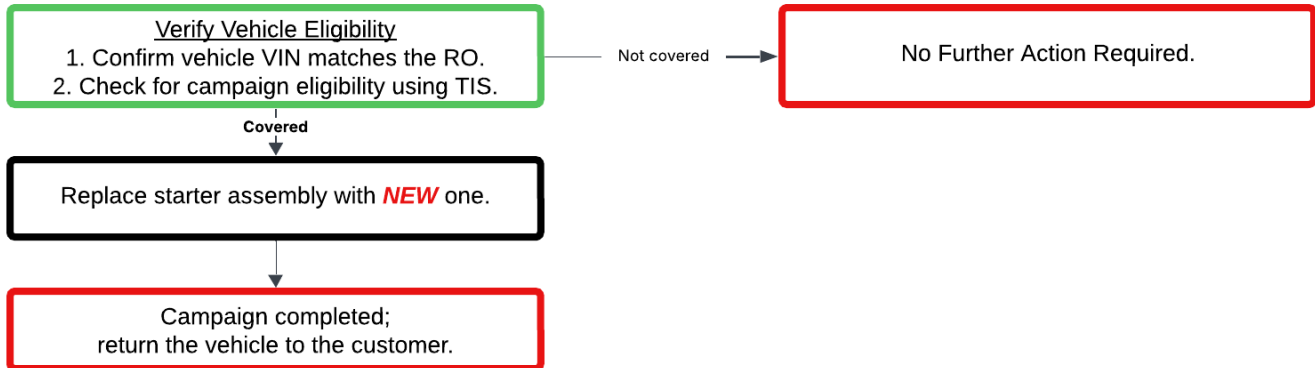 Verify Vehicle Eligibility
1. Confirm vehicle VIN matches the RO.
2. Check for campaign eligibility using TIS.
Not covered
No Further Action Required.
Covered
Replace starter assembly with NEW one.
Campaign completed;
return the vehicle to the customer.